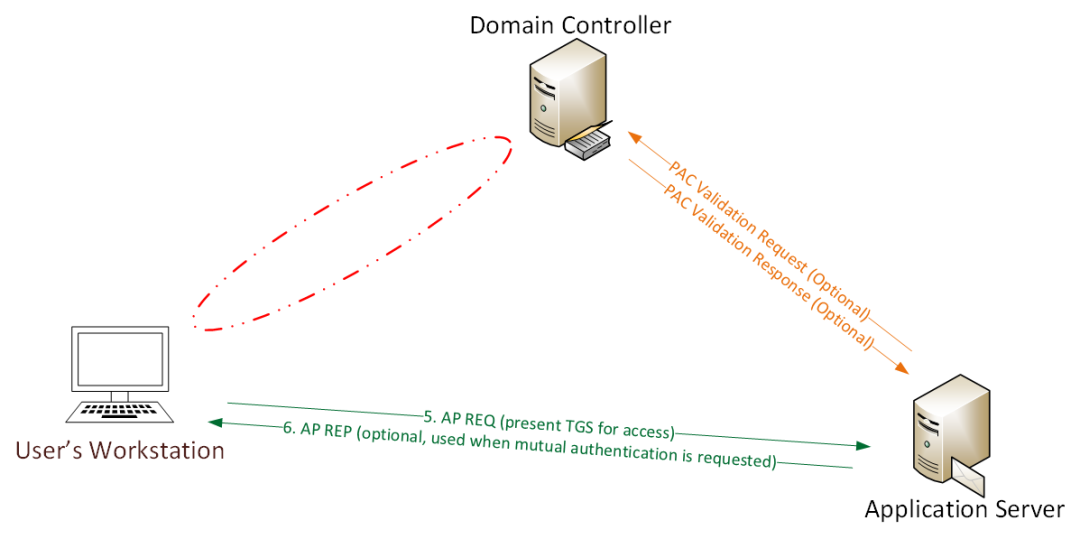 Domain Controller
PAC Validation Request (Optional)
PAC Validation Response (Optional)
5. AP REQ (present TGS for access)
6. AP REP (optional, used when mutual authentication is requested)
User’s Workstation
Application Server